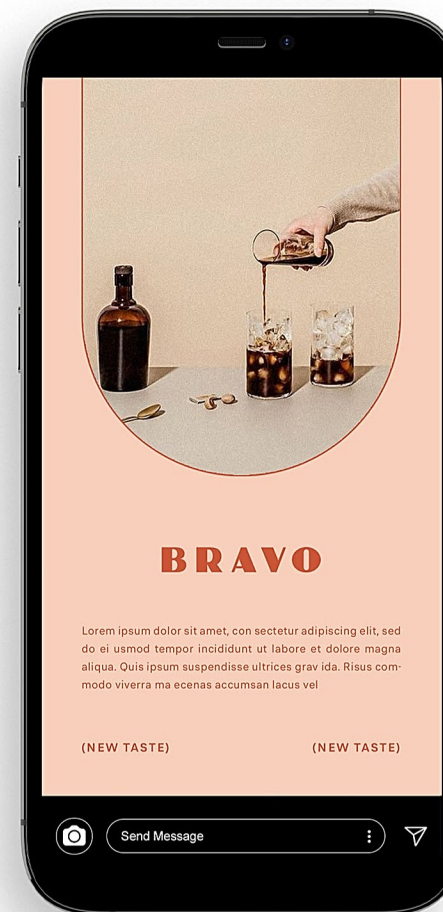 BRAVO
Lorem ipsum dolor sit amet, con sectetur adipiscing elit, sed
do ei usmod tempor incididunt ut labore et dolore magna
aliqua. Quis ipsum suspendisse ultrices grav ida. Risus com-
modo viverra ma ecenas accumsan lacus vel
(NEW TASTE) (NEW TASTE)
Send Message